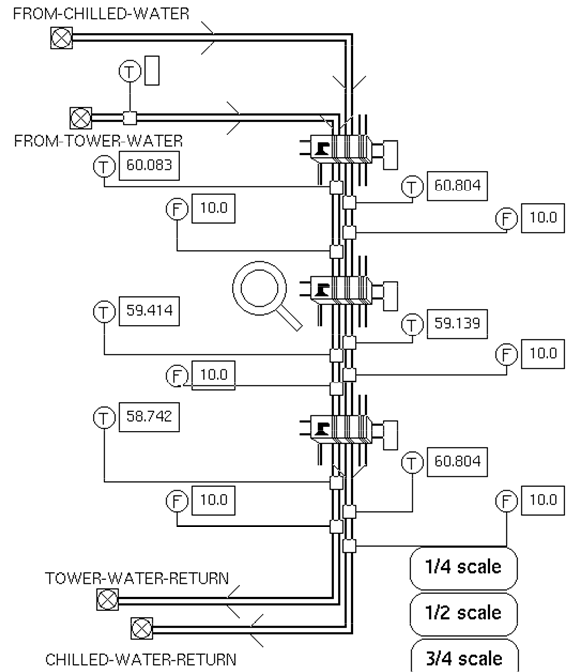 FROM-CHILLED-WATER
T
FROM-TOWER-WATER
T 60.083
T 60.804
F 10.0
F 10.0
T 59.414
T 59.139
F 10.0
F 10.0
T 58.742
T 60.804
F 10.0
F 10.0
1/4 scale
TOWER-WATER-RETURN
1/2 scale
CHILLED-WATER-RETURN
3/4 scale